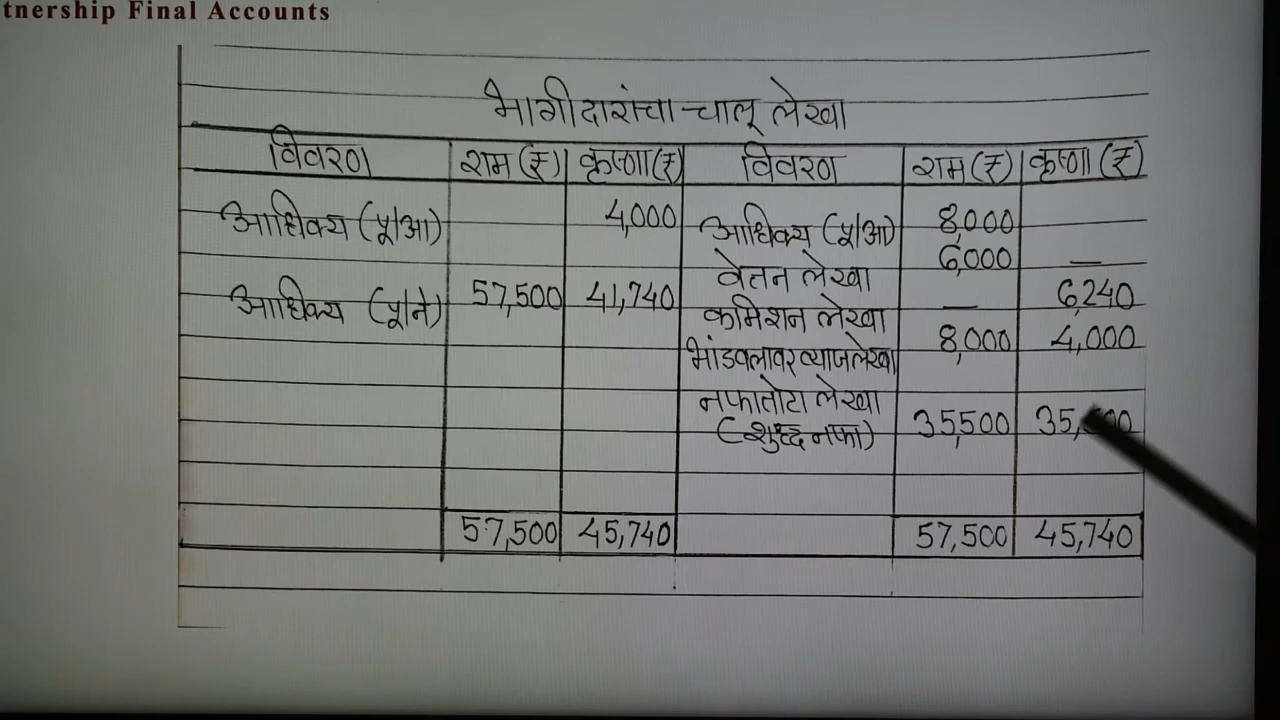 tnership Final Accounts
भागीदारांचा चालू लेखा
विवरण राम (₹) कृष्णा (₹) विवरण राम (₹) कृष्णा (₹)
आधिक्य (पू/आ) 4,000 आधिक्य (पू/आ) 8,000
वेतन लेखा 6,000 —
आधिक्य (पू/ने) 57,500 41,740 कमिशन लेखा — 6,240
भांडवलावर व्याज लेखा 8,000 4,000
नफातोटा लेखा
(शुद्ध नफा) 35,500
57,500 45,740 57,500 45,740